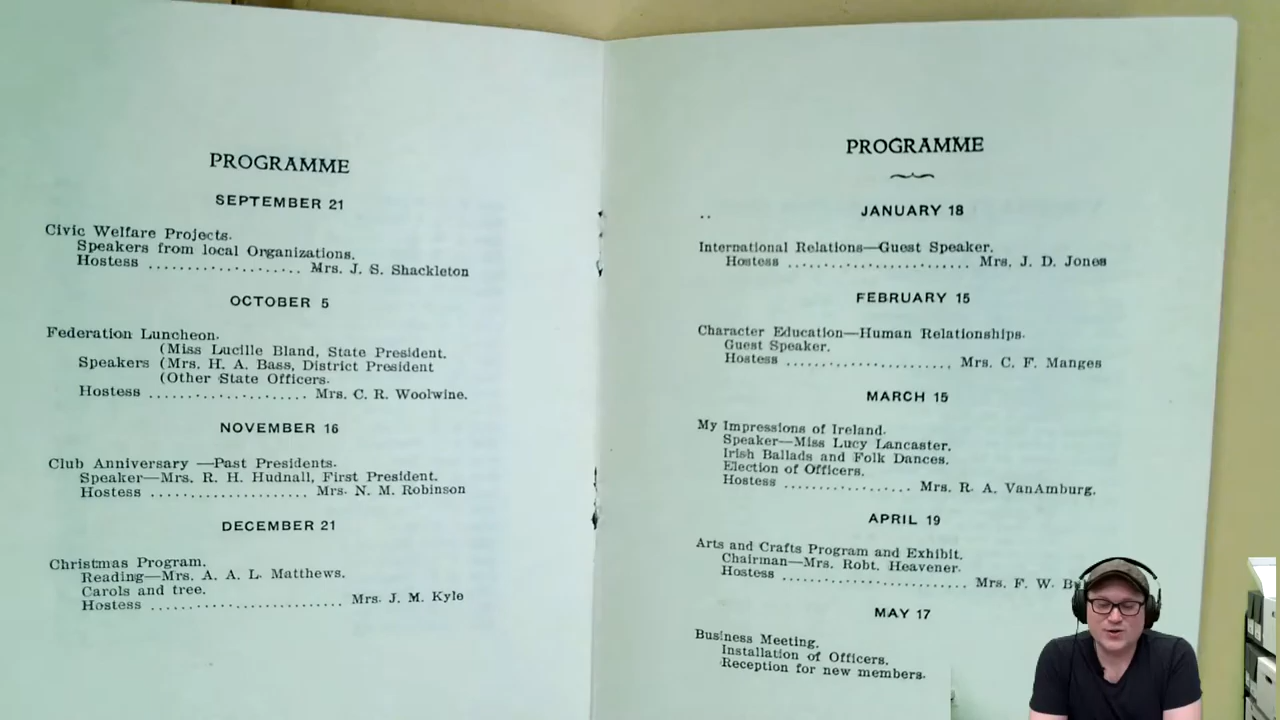 PROGRAMME
SEPTEMBER 21
Civic Welfare Projects.
Speakers from local Organizations.
Hostess ..................... Mrs. J. S. Shackleton
OCTOBER 5
Federation Luncheon.
(Miss Lucille Bland, State President.
Speakers (Mrs. H. A. Bass, District President
(Other State Officers.
Hostess ..................... Mrs. C. R. Woolwine.
NOVEMBER 16
Club Anniversary —Past Presidents.
Speaker—Mrs. R. H. Hudnall, First President.
Hostess ..................... Mrs. N. M. Robinson
DECEMBER 21
Christmas Program.
Reading—Mrs. A. A. L. Matthews.
Carols and tree.
Hostess ........................... Mrs. J. M. Kyle
PROGRAMME
JANUARY 18
International Relations—Guest Speaker.
Hostess ......................... Mrs. J. D. Jones
FEBRUARY 15
Character Education—Human Relationships.
Guest Speaker.
Hostess ....................... Mrs. C. F. Manges
MARCH 15
My Impressions of Ireland.
Speaker—Miss Lucy Lancaster.
Irish Ballads and Folk Dances.
Election of Officers.
Hostess .................. Mrs. R. A. VanAmburg.
APRIL 19
Arts and Crafts Program and Exhibit.
Chairman—Mrs. Robt. Heavener.
Hostess .......................... Mrs. F. W.
MAY 17
Business Meeting.
Installation of Officers.
Reception for new members.